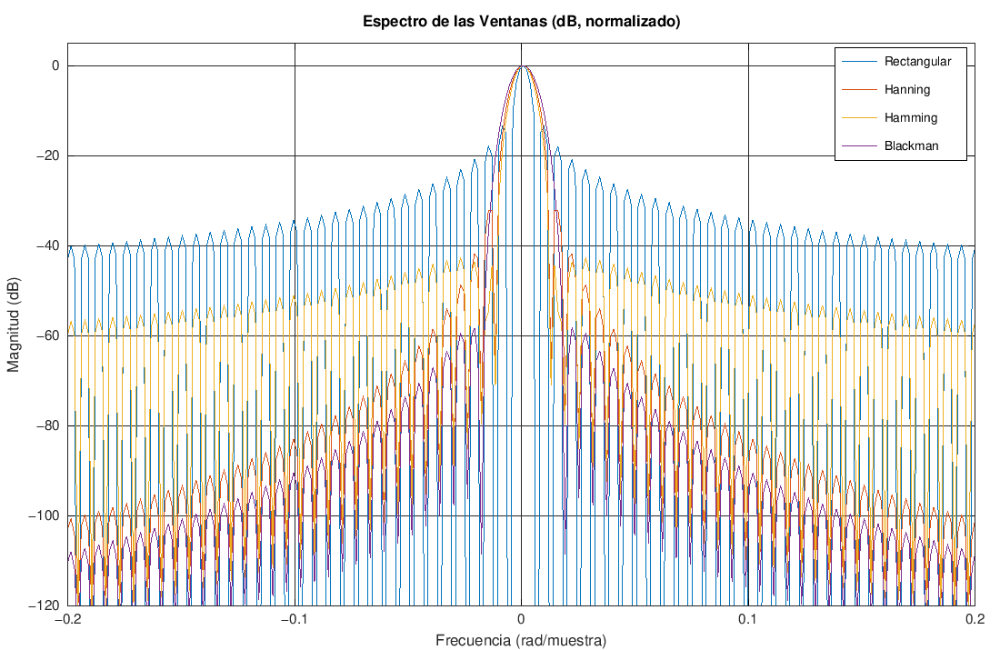 Espectro de las Ventanas (dB, normalizado)
Rectangular
Hanning
Hamming
Blackman
Magnitud (dB)
0
−20
−40
−60
−80
−100
−120
−0.2
−0.1
0
0.1
0.2
Frecuencia (rad/muestra)